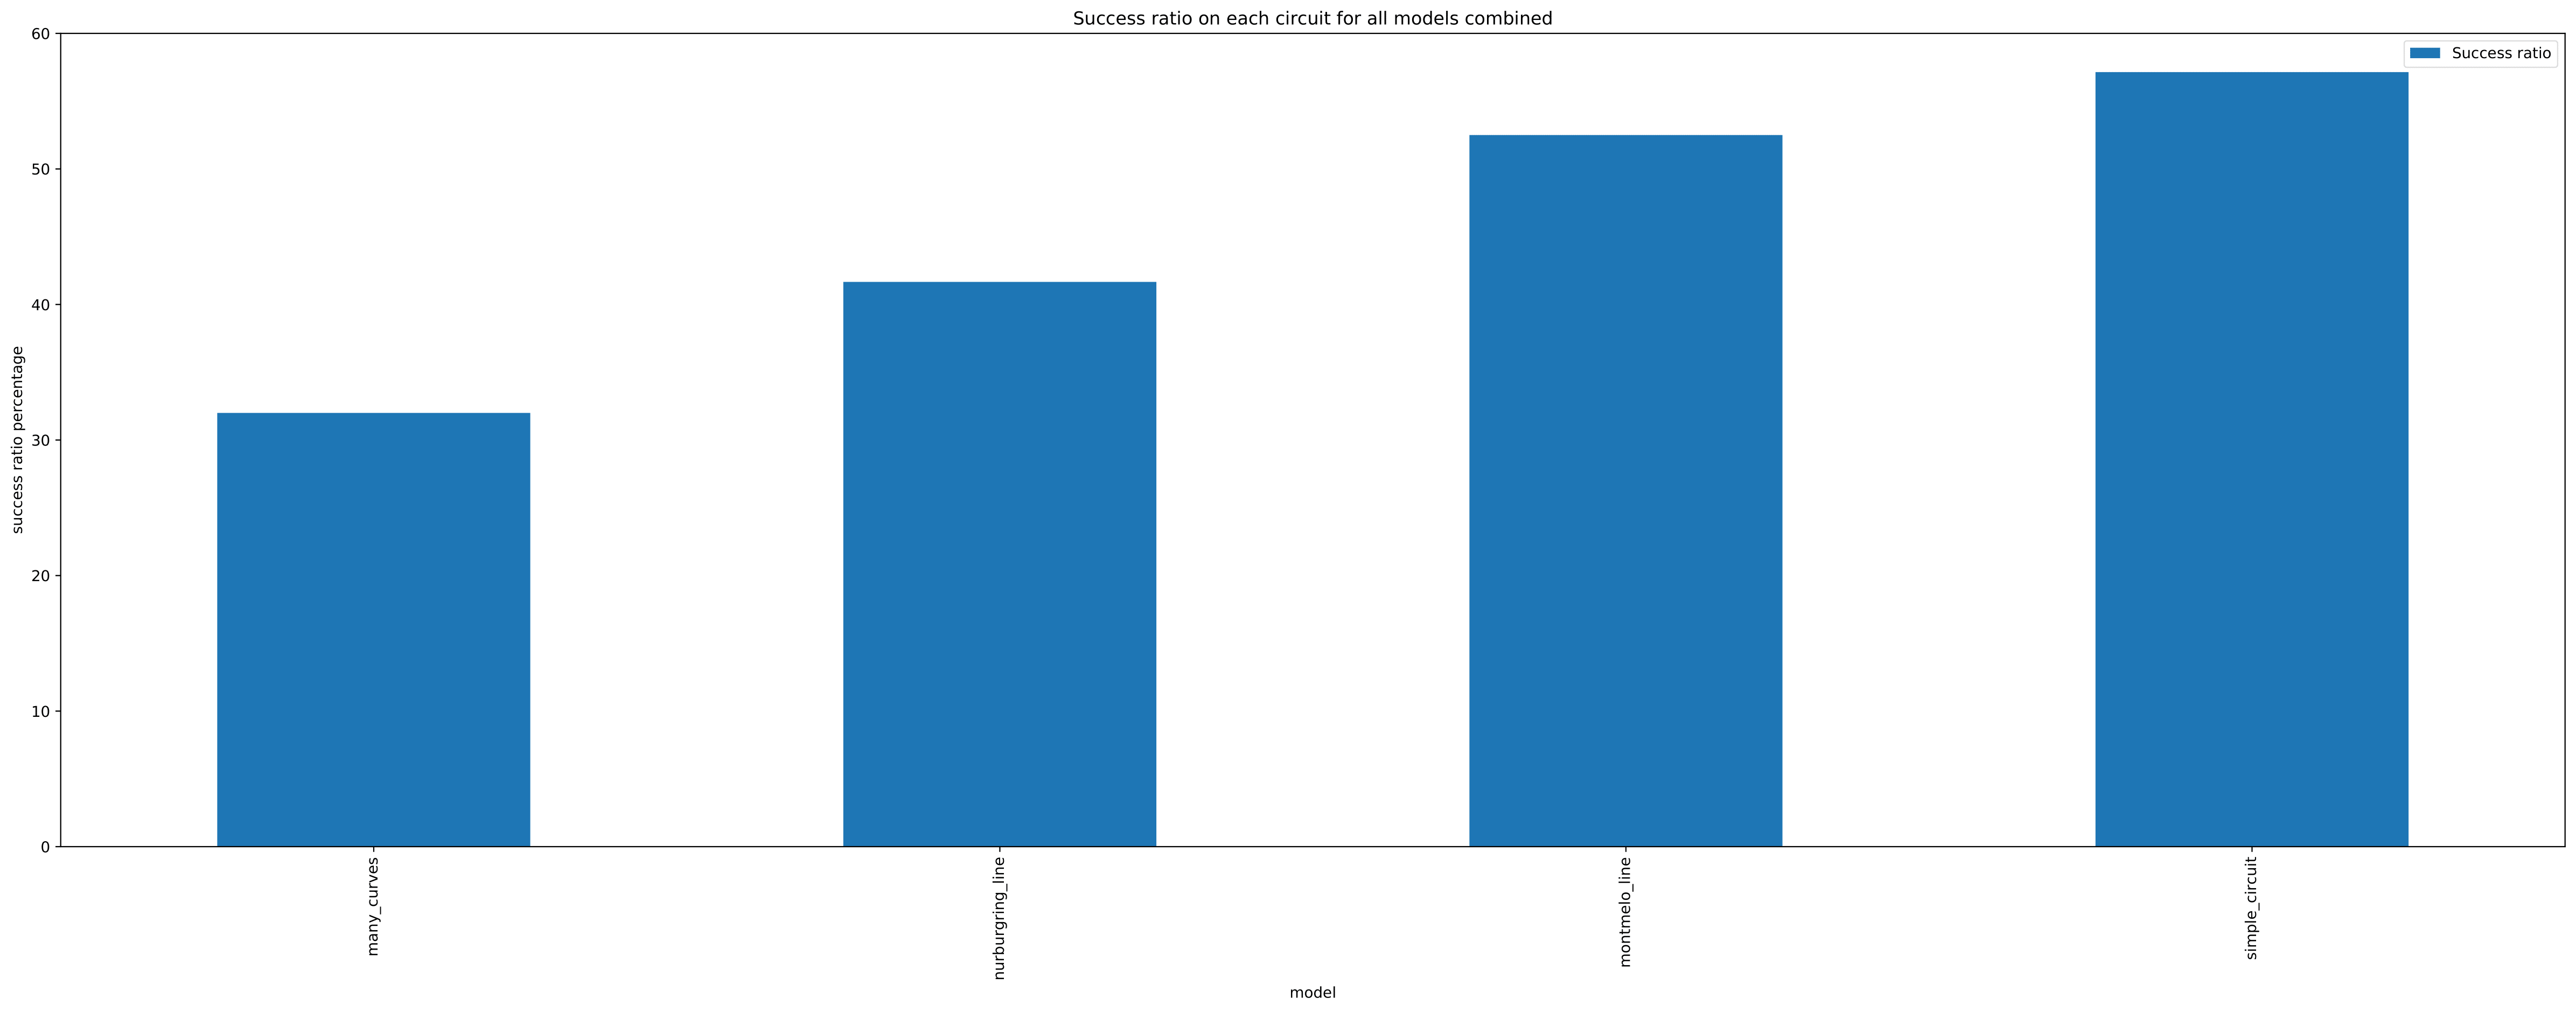 Success ratio on each circuit for all models combined
Success ratio
60
50
40
30
20
10
0
success ratio percentage
many_curves
nurburgring_line
montmelo_line
simple_circuit
model